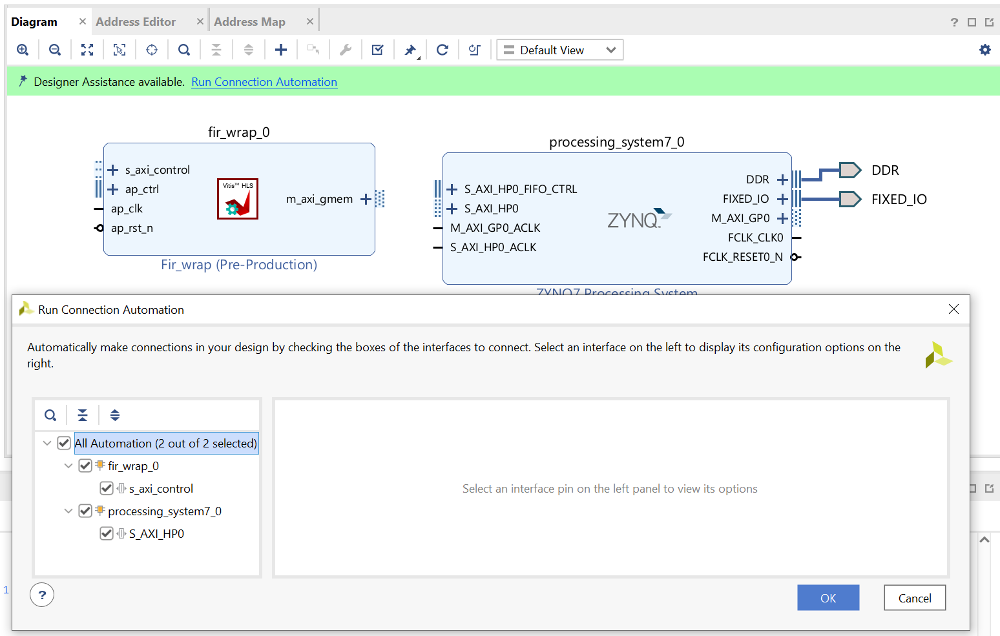 Diagram
Address Editor
Address Map
Default View
Designer Assistance available. Run Connection Automation
fir_wrap_0
s_axi_control
ap_ctrl
ap_clk
ap_rst_n
Vitis™ HLS
m_axi_gmem
Fir_wrap (Pre-Production)
processing_system7_0
S_AXI_HP0_FIFO_CTRL
S_AXI_HP0
M_AXI_GP0_ACLK
S_AXI_HP0_ACLK
ZYNQ
DDR
FIXED_IO
M_AXI_GP0
FCLK_CLK0
FCLK_RESET0_N
DDR
FIXED_IO
ZYNQ7 Processing System
Run Connection Automation
Automatically make connections in your design by checking the boxes of the interfaces to connect. Select an interface on the left to display its configuration options on the
right.
All Automation (2 out of 2 selected)
fir_wrap_0
s_axi_control
processing_system7_0
S_AXI_HP0
Select an interface pin on the left panel to view its options
1
?
OK
Cancel